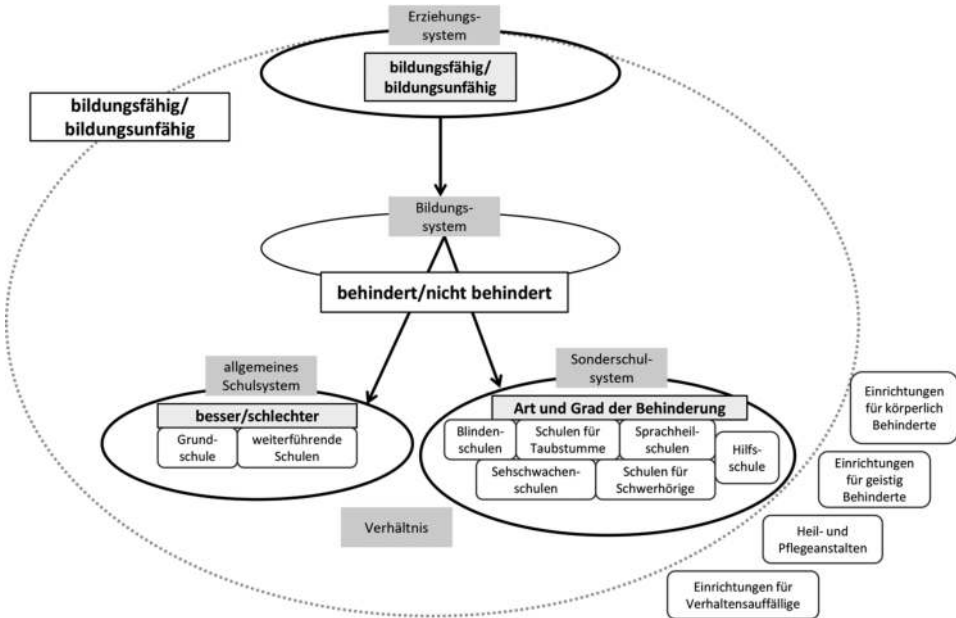 Erziehungs-
system
bildungsfähig/
bildungsunfähig
bildungsfähig/
bildungsunfähig
Bildungs-
system
behindert/nicht behindert
allgemeines
Schulsystem
besser/schlechter
Grund-
schule
weiterführende
Schulen
Sonderschul-
system
Art und Grad der Behinderung
Blinden-
schulen
Schulen für
Taubstumme
Sprachheil-
schulen
Hilfs-
schule
Sehschwachen-
schulen
Schulen für
Schwerhörige
Verhältnis
Einrichtungen
für körperlich
Behinderte
Einrichtungen
für geistig
Behinderte
Heil- und
Pflegeanstalten
Einrichtungen für
Verhaltensauffällige